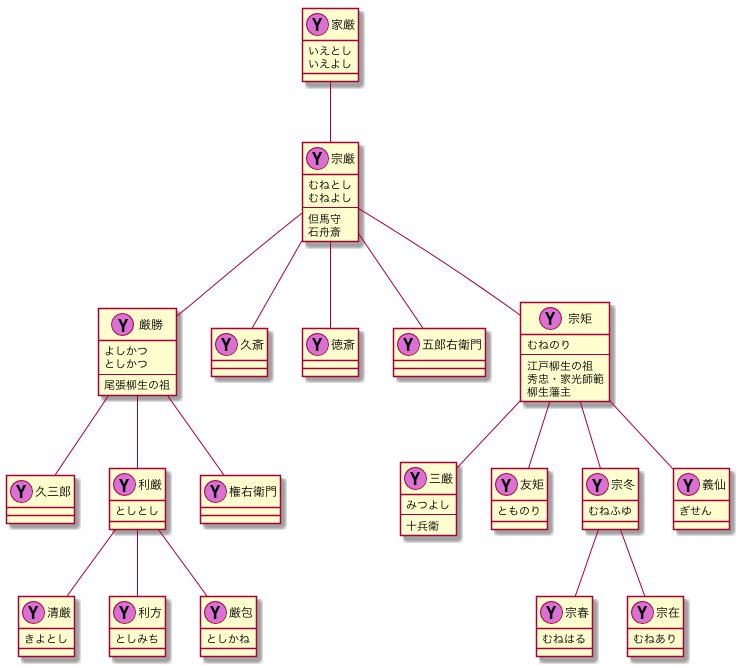 Y 家厳
いえとし
いえよし
Y 宗厳
むねとし
むねよし
但馬守
石舟斎
Y 厳勝
よしかつ
としかつ
尾張柳生の祖
Y 久斎
Y 徳斎
Y 五郎右衛門
Y 宗矩
むねのり
江戸柳生の祖
秀忠・家光師範
柳生藩主
Y 久三郎
Y 利厳
としとし
Y 権右衛門
Y 三厳
みつよし
十兵衛
Y 友矩
とものり
Y 宗冬
むねふゆ
Y 義仙
ぎせん
Y 清厳
きよとし
Y 利方
としみち
Y 厳包
としかね
Y 宗春
むねはる
Y 宗在
むねあり